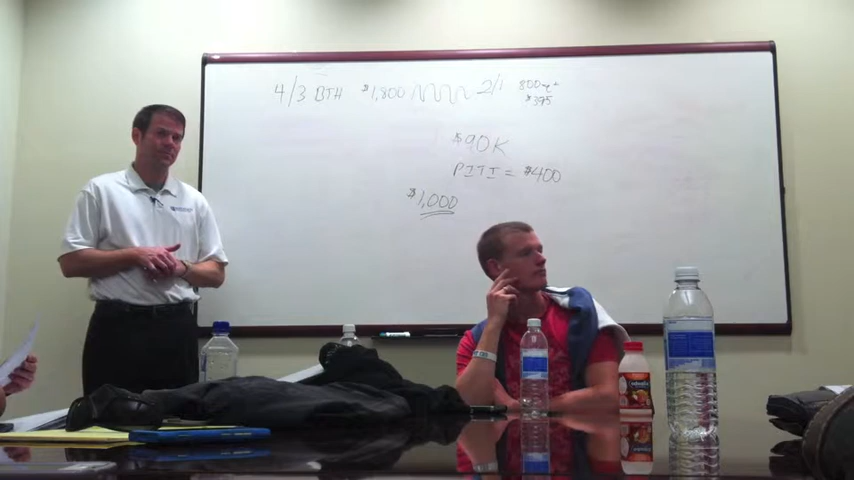 4/3 BTH $1,800 2/1 800
$395
$90K
PITI = $400
$1,000